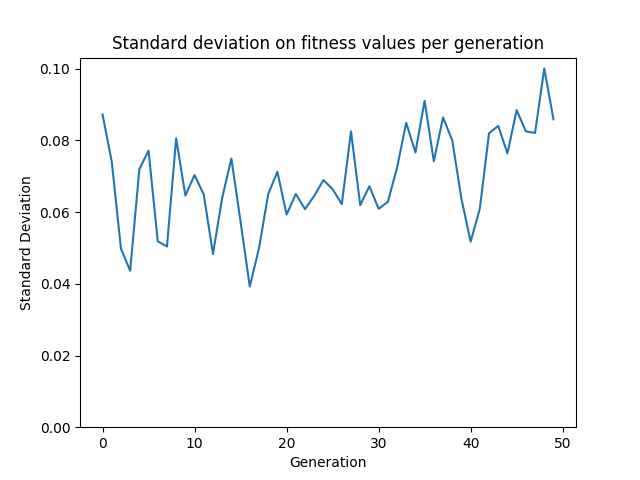 Standard deviation on fitness values per generation
0.10
0.08
0.06
0.04
0.02
0.00
Standard Deviation
0 10 20 30 40 50
Generation